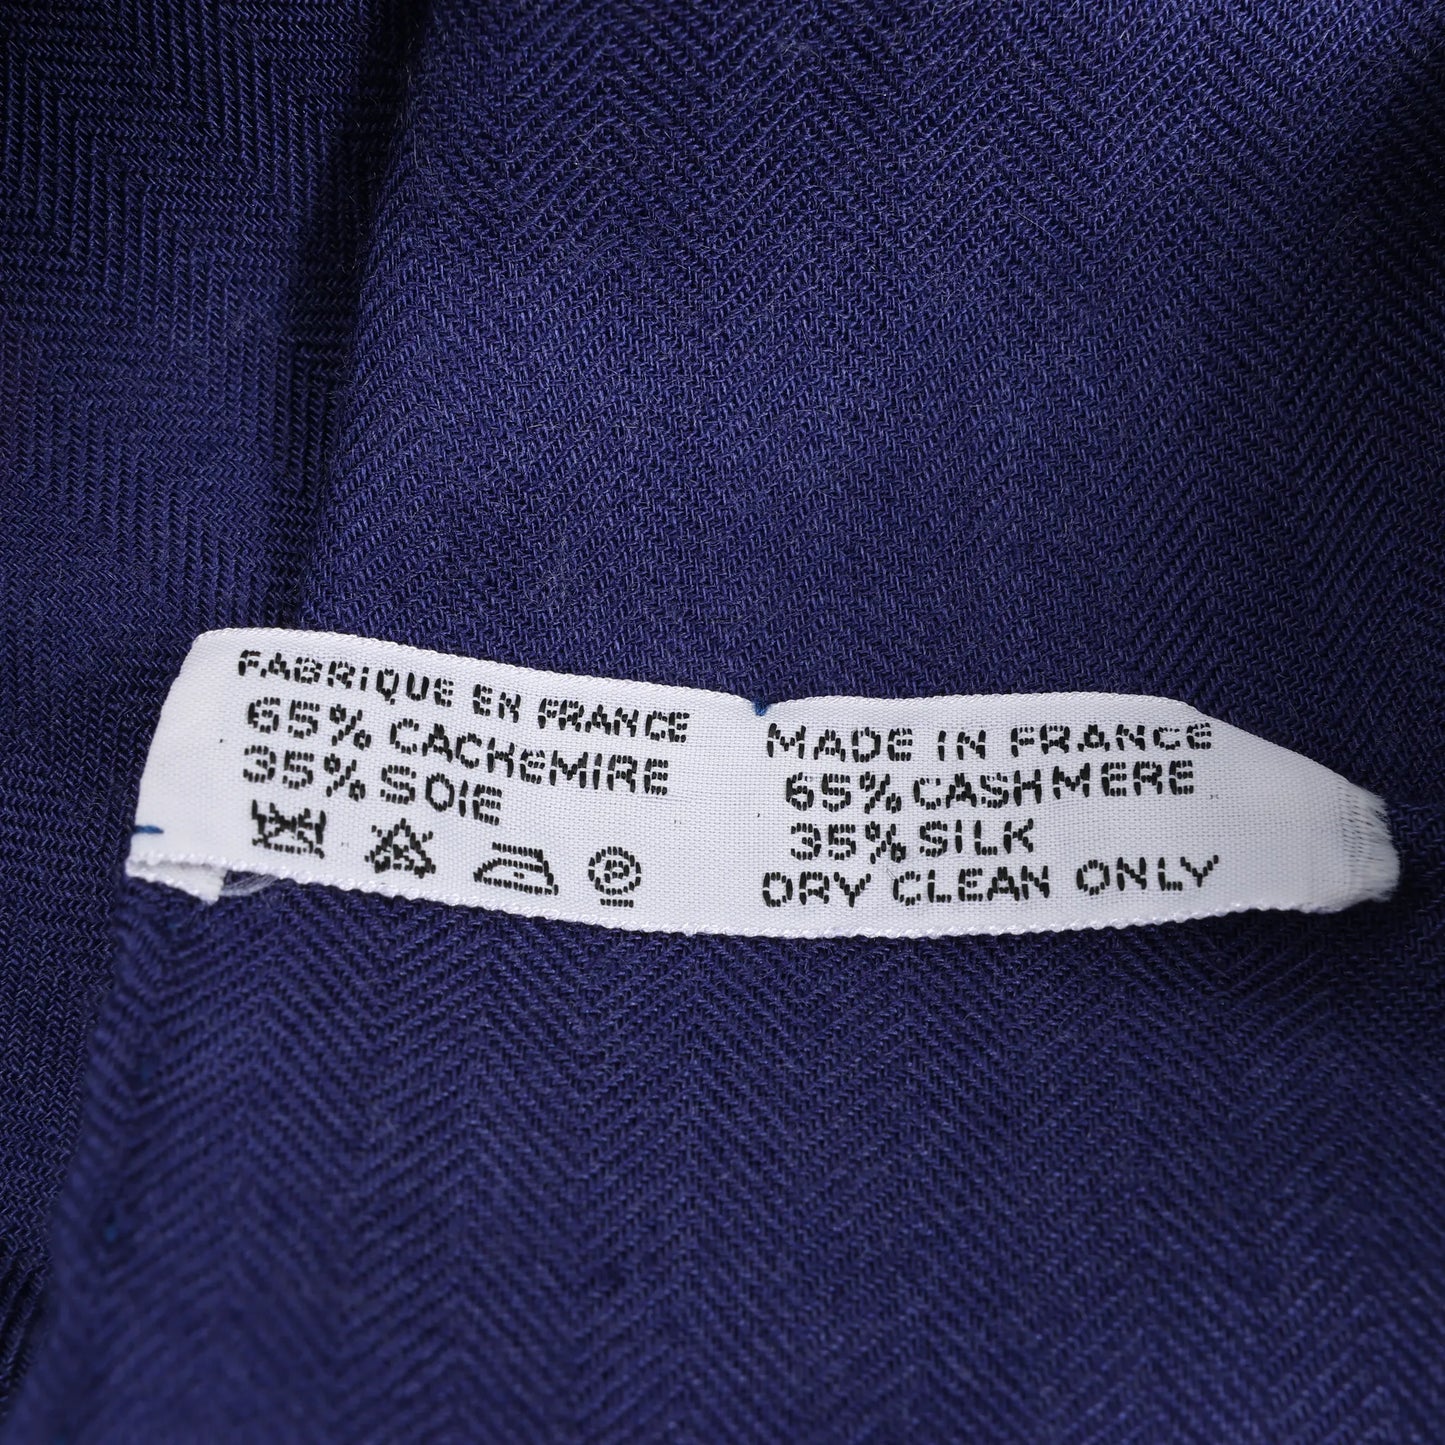 FABRIQUE EN FRANCE
65% CACHEMIRE
35% SOIE
P
MADE IN FRANCE
65% CASHMERE
35% SILK
DRY CLEAN ONLY